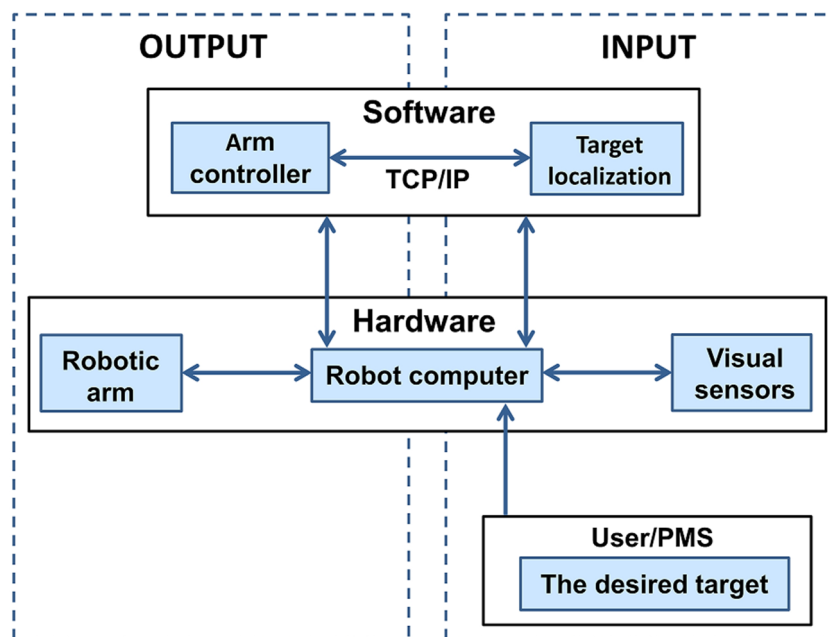 OUTPUT
INPUT
Software
Arm
controller
TCP/IP
Target
localization
Hardware
Robotic
arm
Robot computer
Visual
sensors
User/PMS
The desired target